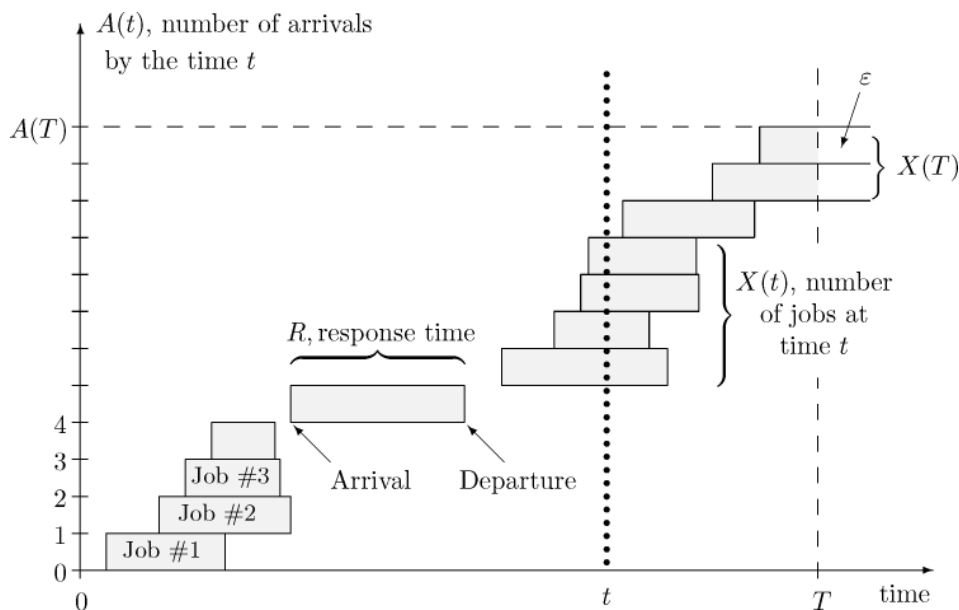 A(t), number of arrivals
by the time t
ε
A(T)
X(T)
X(t), number
of jobs at
time t
R, response time
4
3
2
1
0
Job #3
Job #2
Job #1
Arrival
Departure
0
t
T
time